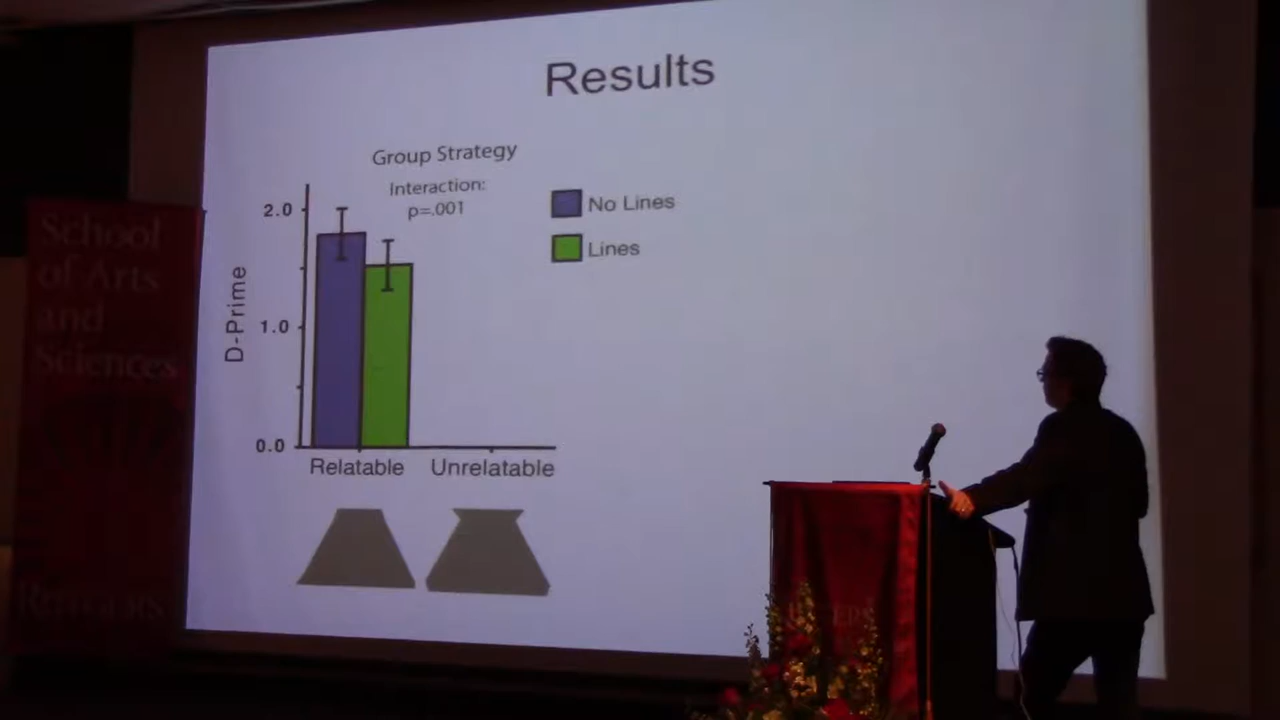 Results
Group Strategy
Interaction:
p=.001
No Lines
Lines
2.0
1.0
0.0
D-Prime
Relatable
Unrelatable
School
of Arts
and
Sciences
RUTGERS